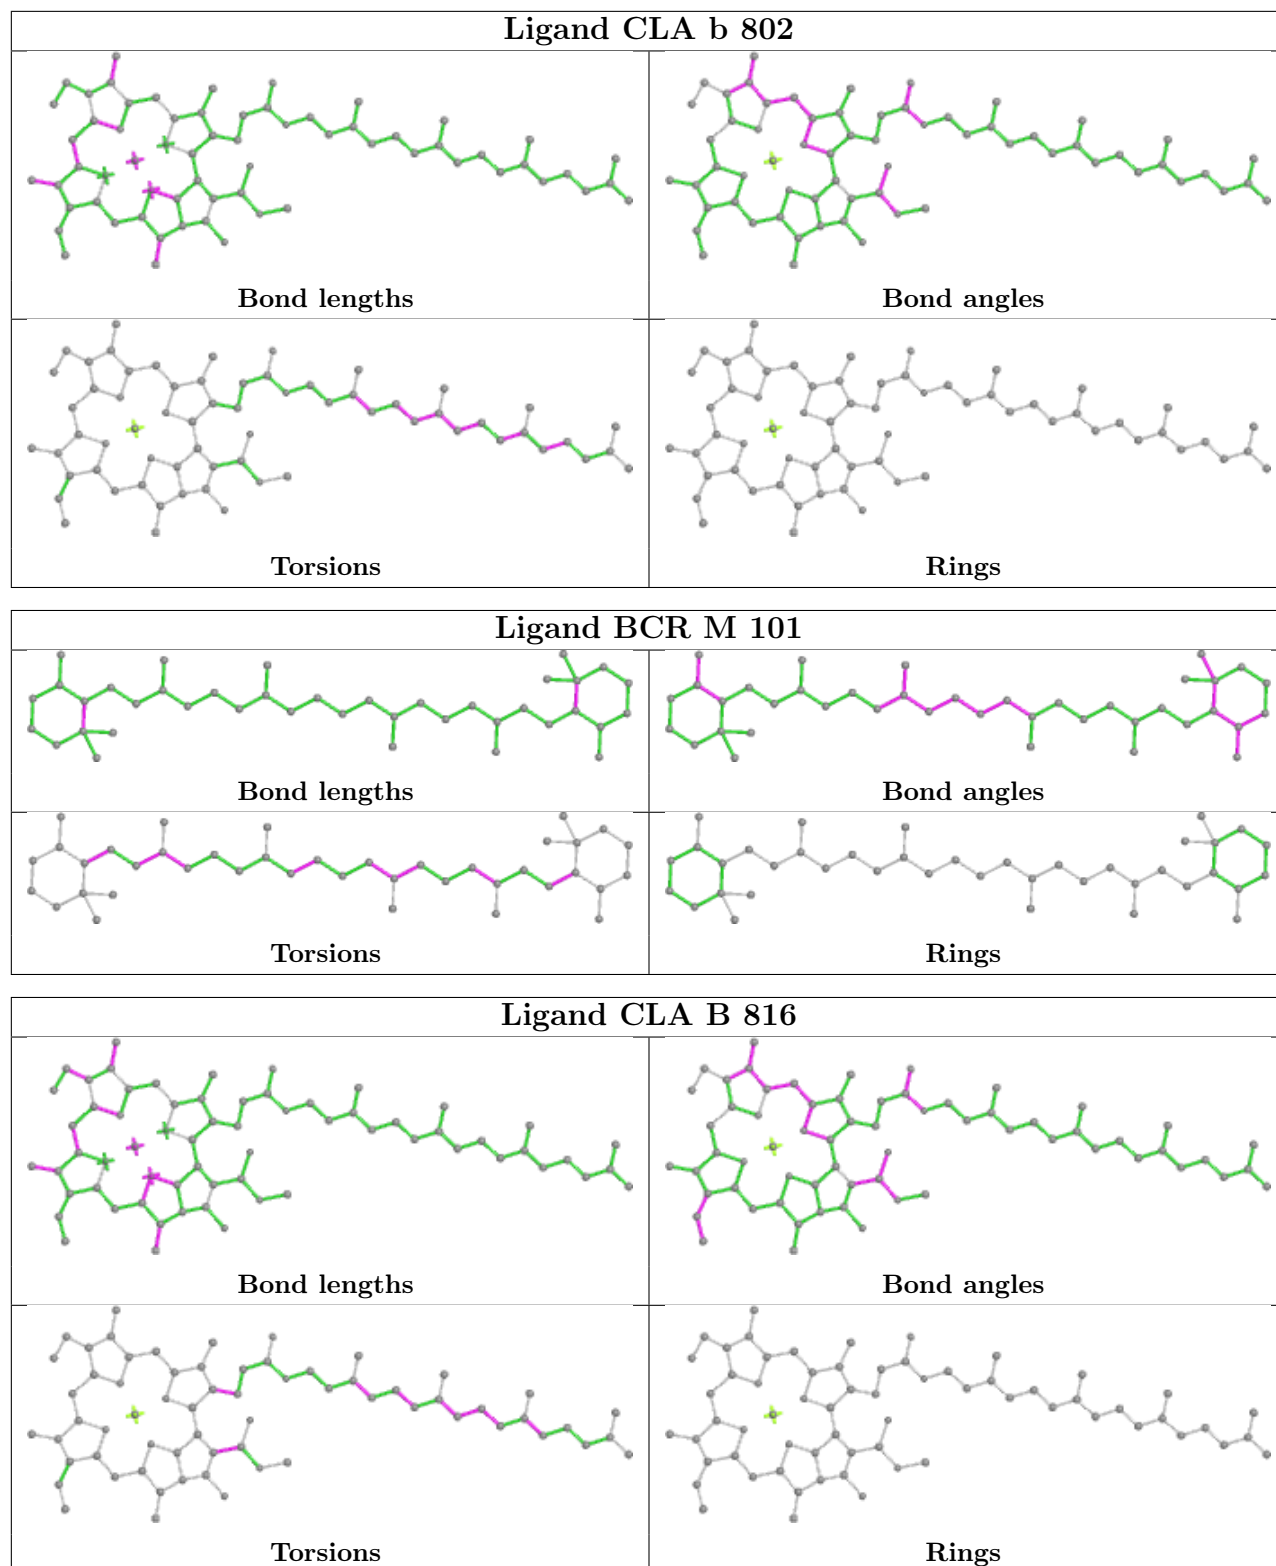 Ligand CLA b 802
Bond lengths Bond angles
Torsions Rings
Ligand BCR M 101
Bond lengths Bond angles
Torsions Rings
Ligand CLA B 816
Bond lengths Bond angles
Torsions Rings